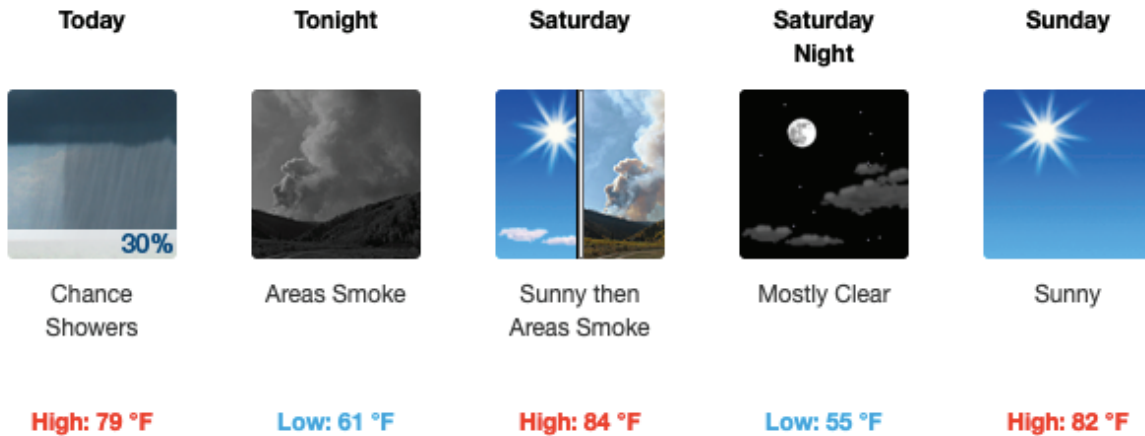 Today
Chance
Showers
30%
High: 79 °F
Tonight
Areas Smoke
Low: 61 °F
Saturday
Sunny then
Areas Smoke
High: 84 °F
Saturday
Night
Mostly Clear
Low: 55 °F
Sunday
Sunny
High: 82 °F